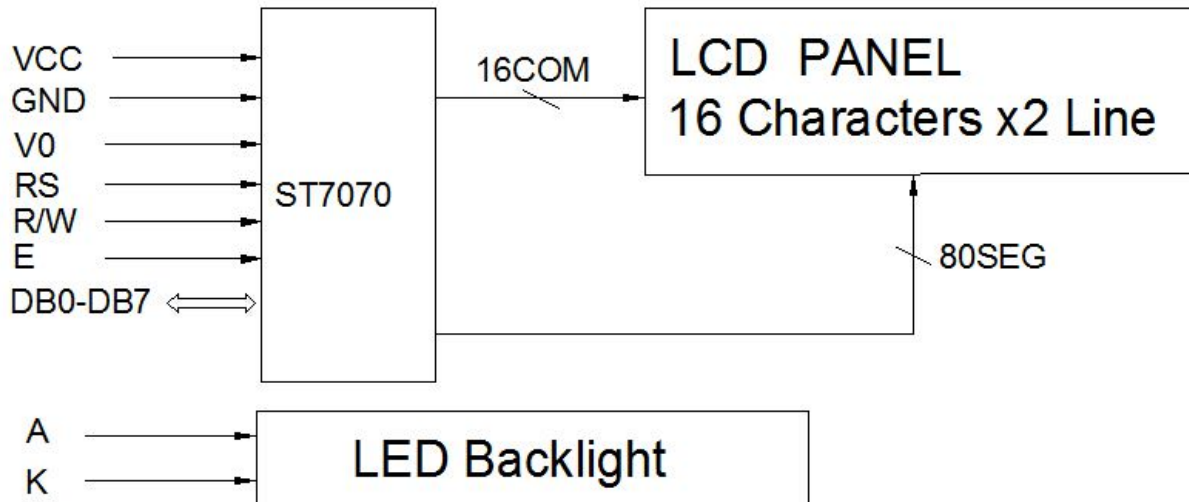 VCC
GND
V0
RS
R/W
E
DB0-DB7
ST7070
16COM
LCD PANEL
16 Characters x2 Line
80SEG
A
K
LED Backlight